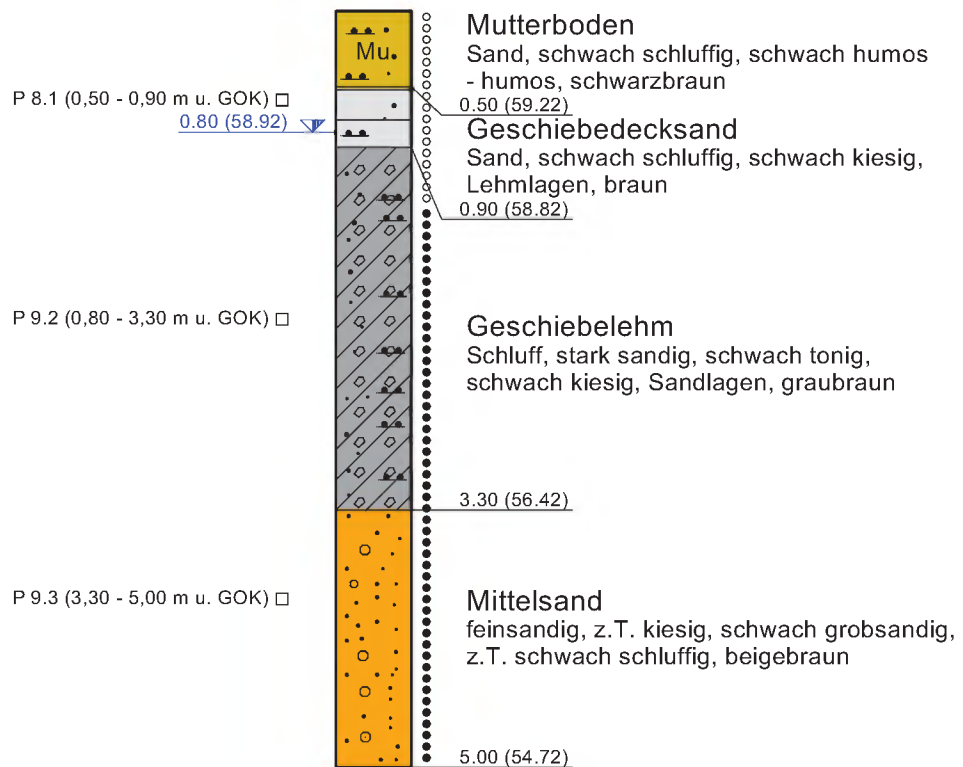 Mutterboden
Sand, schwach schluffig, schwach humos
- humos, schwarzbraun
Mu
P 8.1 (0,50 - 0,90 m u. GOK)
0.50 (59.22)
0.80 (58.92)
Geschiebedecksand
Sand, schwach schluffig, schwach kiesig,
Lehmlagen, braun
0.90 (58.82)
P 9.2 (0,80 - 3,30 m u. GOK)
Geschiebelehm
Schluff, stark sandig, schwach tonig,
schwach kiesig, Sandlagen, graubraun
3.30 (56.42)
P 9.3 (3,30 - 5,00 m u. GOK)
Mittelsand
feinsandig, z.T. kiesig, schwach grobsandig,
z.T. schwach schluffig, beigebraun
5.00 (54.72)